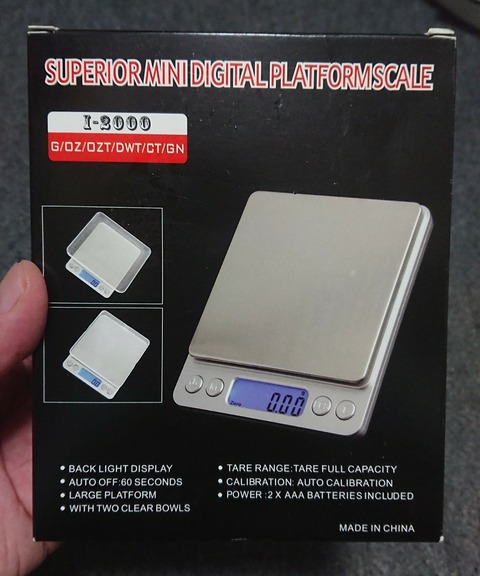 SUPERIOR MINI DIGITAL PLATFORM SCALE
I-2000
G/OZ/OZT/DWT/CT/GN
Zero 0.00 g
• BACK LIGHT DISPLAY
• AUTO OFF:60 SECONDS
• LARGE PLATFORM
• WITH TWO CLEAR BOWLS
• TARE RANGE:TARE FULL CAPACITY
• CALIBRATION: AUTO CALIBRATION
• POWER :2 X AAA BATTERIES INCLUDED
MADE IN CHINA